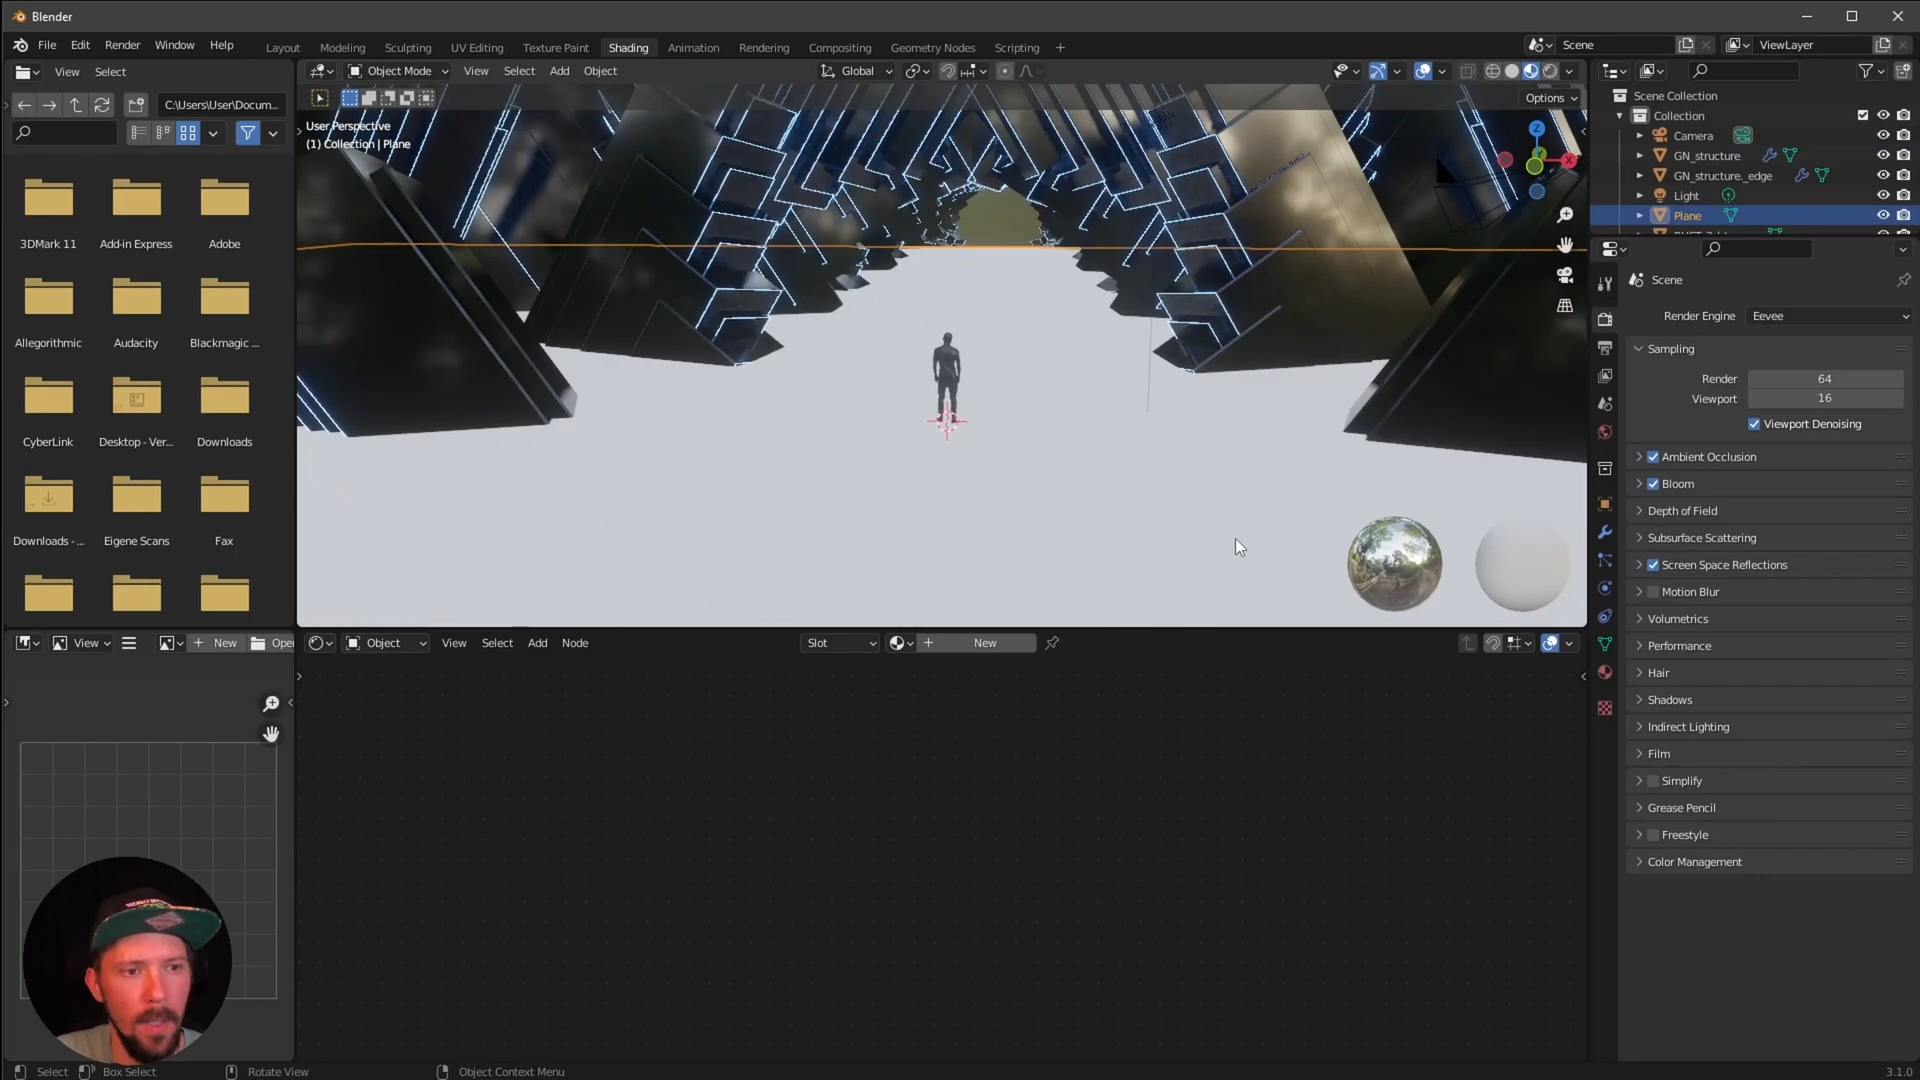 Blender
File Edit Render Window Help
Layout Modeling Sculpting UV Editing Texture Paint Shading Animation Rendering Compositing Geometry Nodes Scripting +
Scene
ViewLayer
View Select
Object Mode View Select Add Object
Global
C:\Users\User\Docum...
Options
User Perspective
(1) Collection | Plane
Z
X
3DMark 11 Add-in Express Adobe
Allegorithmic Audacity Blackmagic ...
CyberLink Desktop - Ver... Downloads
Downloads - ... Eigene Scans Fax
Scene Collection
Collection
Camera
GN_structure
GN_structure._edge
Light
Plane
Scene
Render Engine Eevee
Sampling
Render 64
Viewport 16
Viewport Denoising
Ambient Occlusion
Bloom
Depth of Field
Subsurface Scattering
Screen Space Reflections
Motion Blur
Volumetrics
Performance
Hair
Shadows
Indirect Lighting
Film
Simplify
Grease Pencil
Freestyle
Color Management
View + New Open
Object View Select Add Node
Slot
+ New
Select Box Select Rotate View Object Context Menu
3.1.0